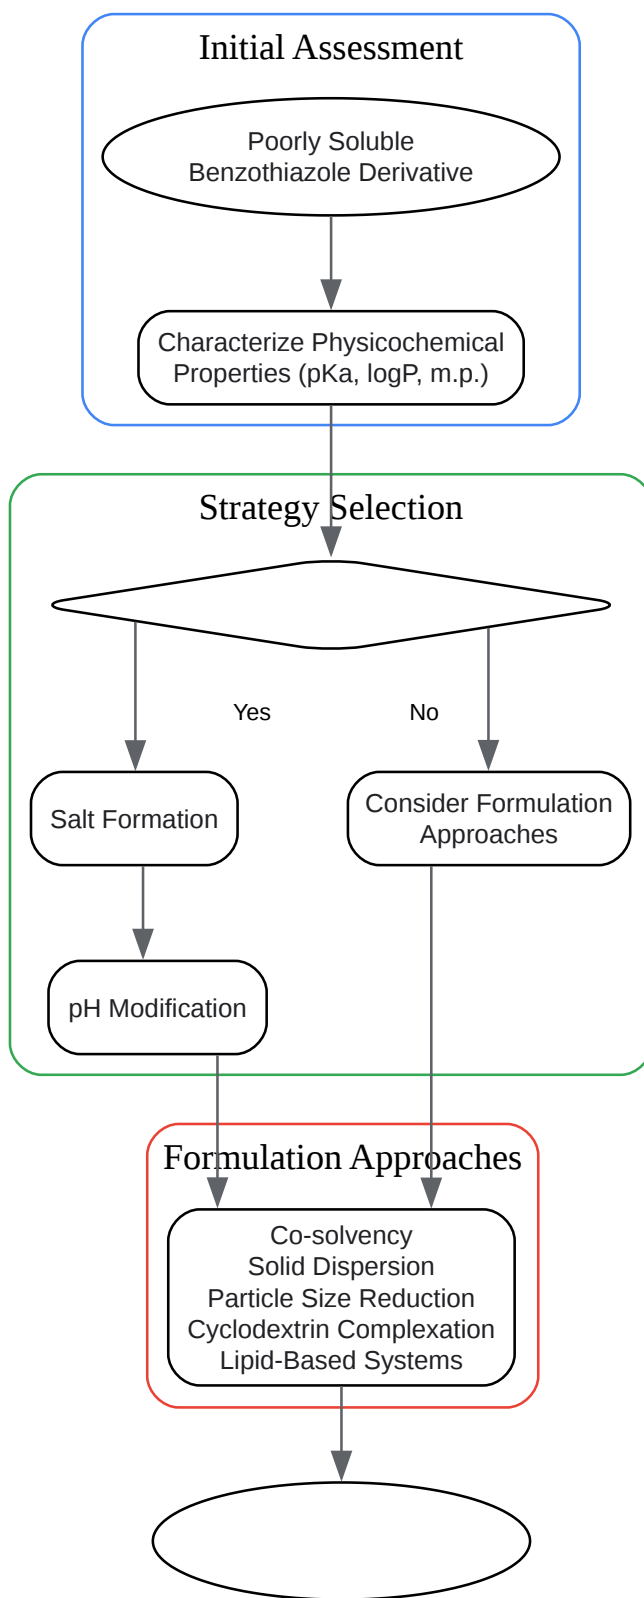 Initial Assessment
Poorly Soluble
Benzothiazole Derivative
Characterize Physicochemical
Properties (pKa, logP, m.p.)
Strategy Selection
Yes
No
Salt Formation
Consider Formulation
Approaches
pH Modification
Formulation Approaches
Co-solvency
Solid Dispersion
Particle Size Reduction
Cyclodextrin Complexation
Lipid-Based Systems